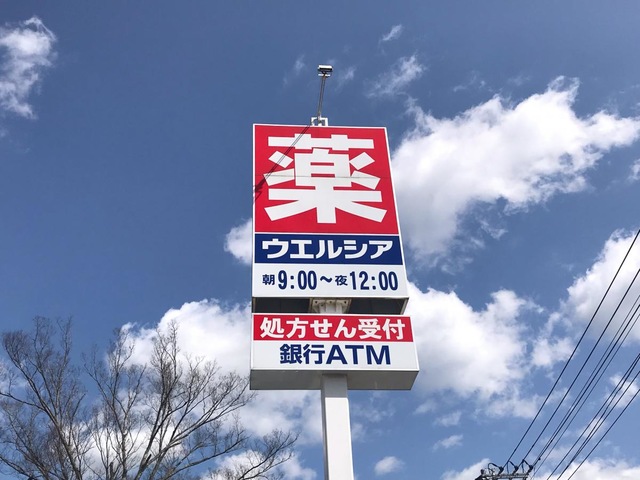 薬
ウエルシア
朝9:00～夜12:00
処方せん受付
銀行ATM